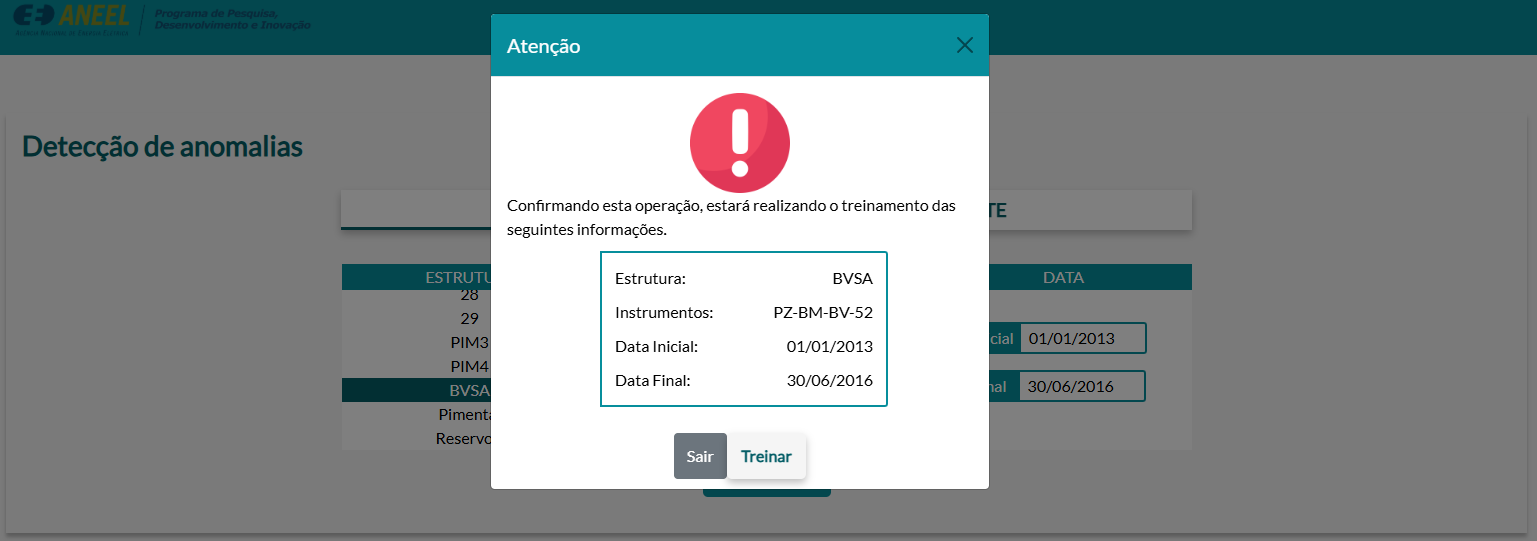 ANEEL
Programa de Pesquisa,
Desenvolvimento e Inovação
AGÊNCIA NACIONAL DE ENERGIA ELÉTRICA
Atenção
Detecção de anomalias
Confirmando esta operação, estará realizando o treinamento das
seguintes informações.
TE
ESTRUTU
DATA
28
29
PIM3
PIM4
BVSA
Pimenta
Reservo
Estrutura: BVSA
Instrumentos: PZ-BM-BV-52
Data Inicial: 01/01/2013
Data Final: 30/06/2016
cial 01/01/2013
nal 30/06/2016
Sair Treinar